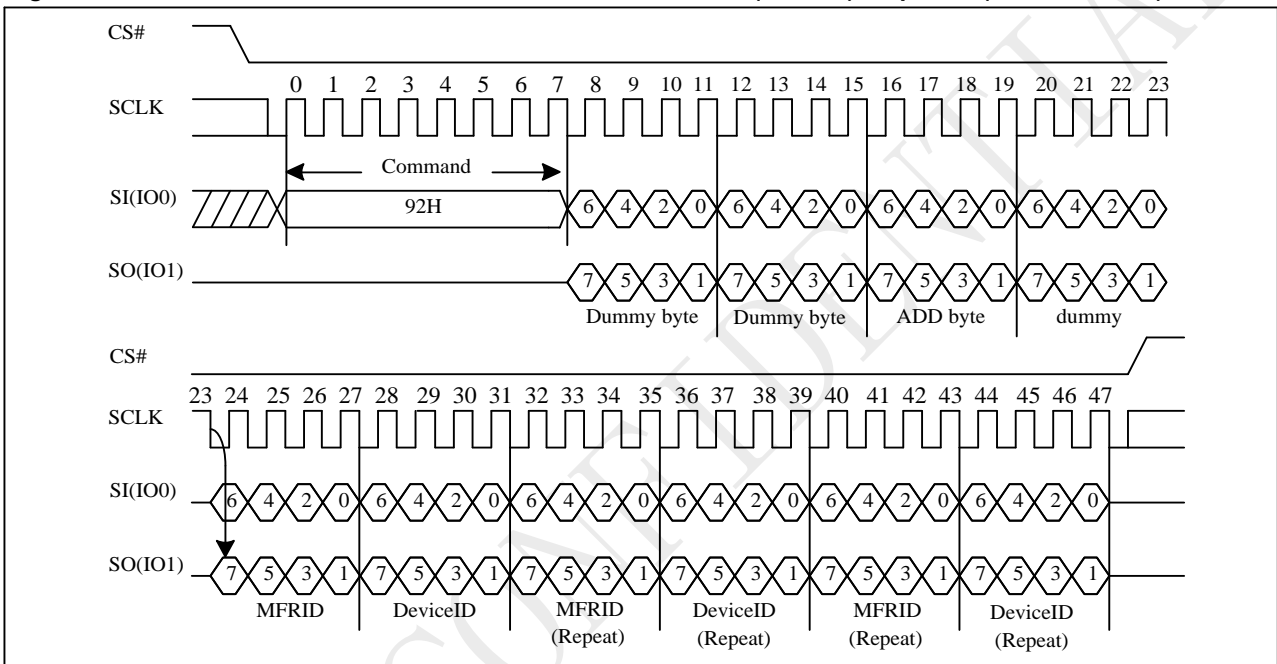 CS#
0 1 2 3 4 5 6 7 8 9 10 11 12 13 14 15 16 17 18 19 20 21 22 23
SCLK
Command
SI(IO0)
92H
6 4 2 0 6 4 2 0 6 4 2 0 6 4 2 0
SO(IO1)
7 5 3 1 7 5 3 1 7 5 3 1 7 5 3 1
Dummy byte Dummy byte ADD byte dummy
CS#
23 24 25 26 27 28 29 30 31 32 33 34 35 36 37 38 39 40 41 42 43 44 45 46 47
SCLK
SI(IO0)
6 4 2 0 6 4 2 0 6 4 2 0 6 4 2 0 6 4 2 0 6 4 2 0
SO(IO1)
7 5 3 1 7 5 3 1 7 5 3 1 7 5 3 1 7 5 3 1 7 5 3 1
MFRID DeviceID MFRID DeviceID MFRID DeviceID
(Repeat) (Repeat) (Repeat) (Repeat)
CONFIDENTIA